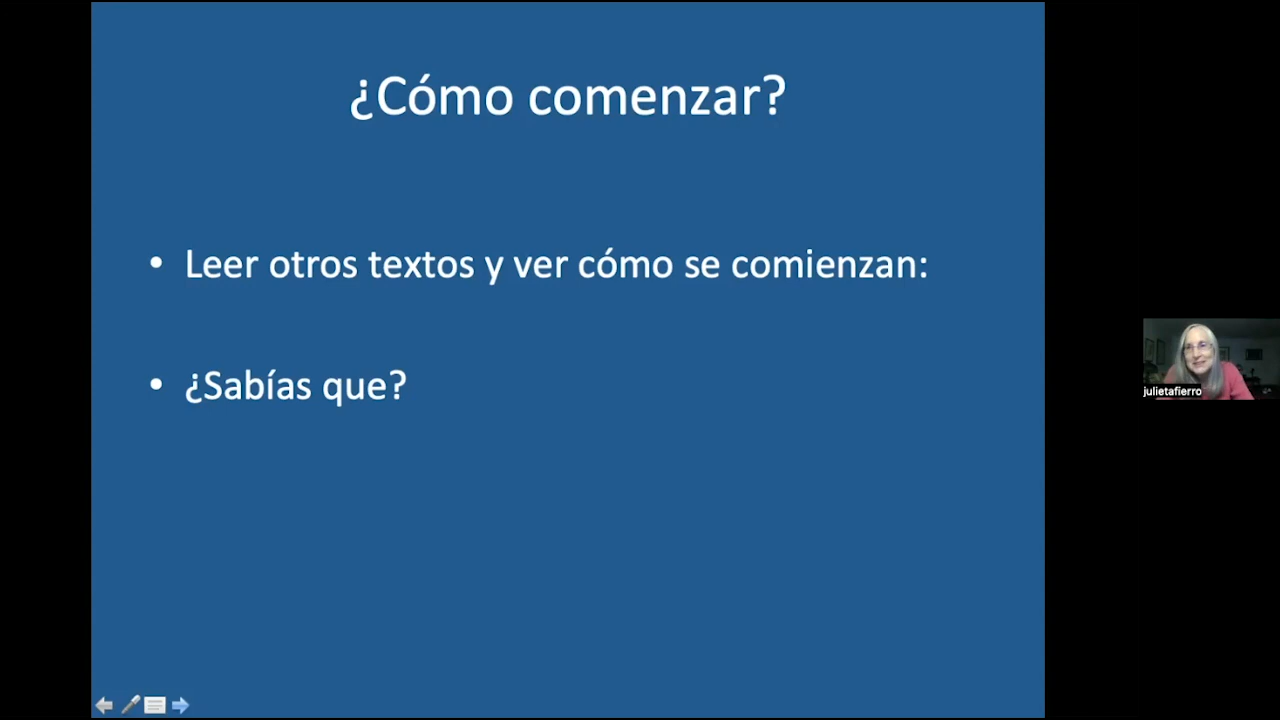 ¿Cómo comenzar?
• Leer otros textos y ver cómo se comienzan:
• ¿Sabías que?
julietafierro